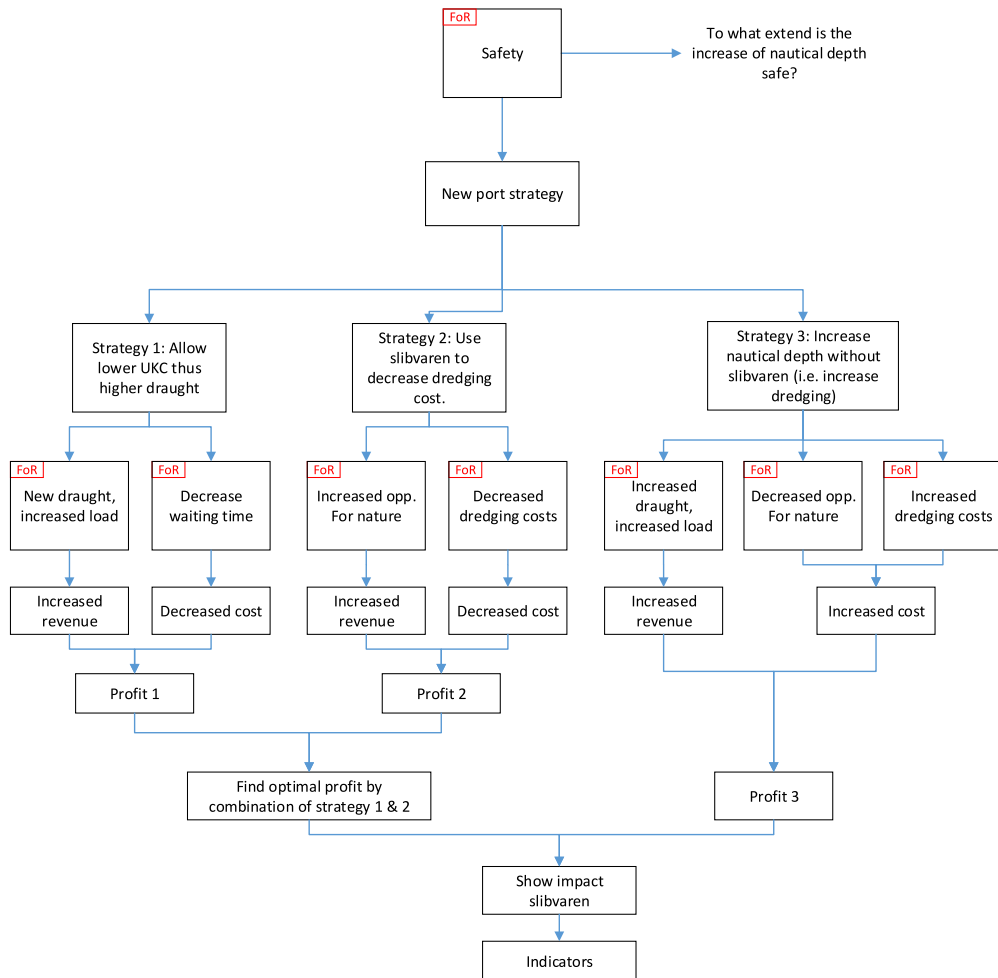 FoR
Safety
To what extend is the
increase of nautical depth
safe?
New port strategy
Strategy 1: Allow
lower UKC thus
higher draught
Strategy 2: Use
slibvaren to
decrease dredging
cost.
Strategy 3: Increase
nautical depth without
slibvaren (i.e. increase
dredging)
FoR
New draught,
increased load
FoR
Decrease
waiting time
FoR
Increased opp.
For nature
FoR
Decreased
dredging costs
FoR
Increased
draught,
increased load
FoR
Decreased opp.
For nature
FoR
Increased
dredging costs
Increased
revenue
Decreased cost
Increased
revenue
Decreased cost
Increased
revenue
Increased cost
Profit 1
Profit 2
Find optimal profit by
combination of strategy 1 & 2
Profit 3
Show impact
slibvaren
Indicators